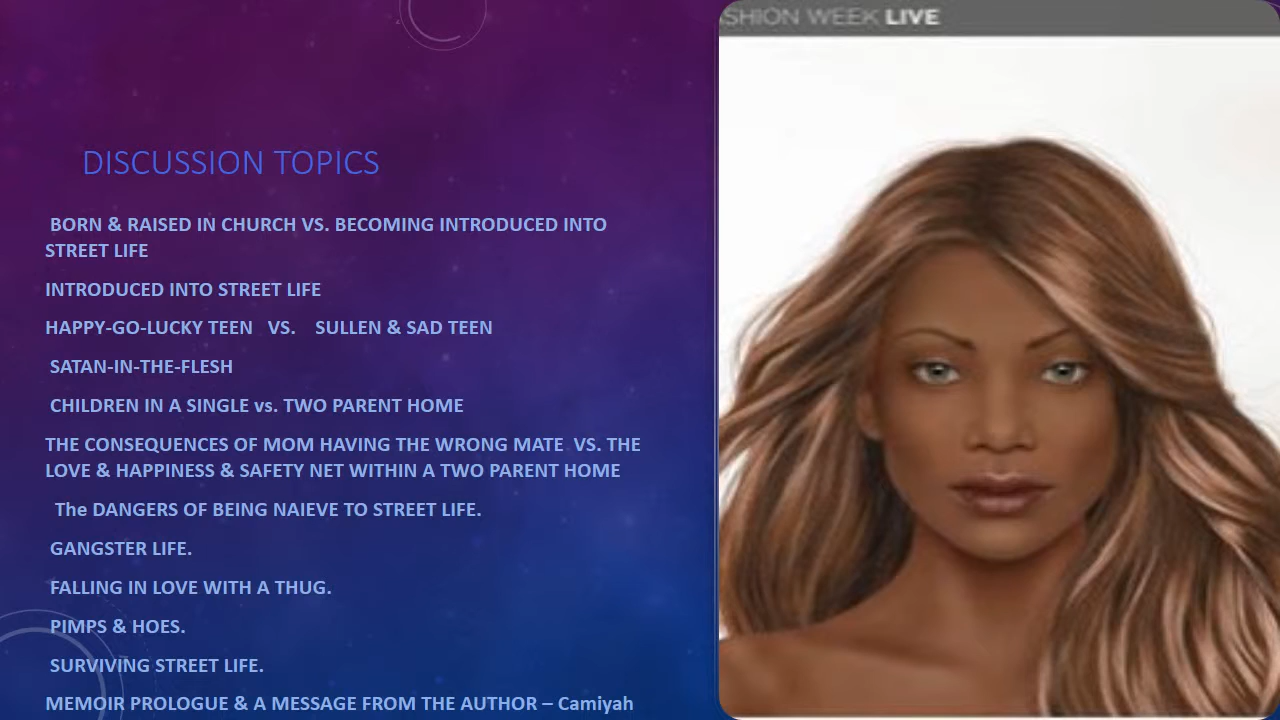 DISCUSSION TOPICS
BORN & RAISED IN CHURCH VS. BECOMING INTRODUCED INTO
STREET LIFE
INTRODUCED INTO STREET LIFE
HAPPY-GO-LUCKY TEEN VS. SULLEN & SAD TEEN
SATAN-IN-THE-FLESH
CHILDREN IN A SINGLE vs. TWO PARENT HOME
THE CONSEQUENCES OF MOM HAVING THE WRONG MATE VS. THE
LOVE & HAPPINESS & SAFETY NET WITHIN A TWO PARENT HOME
The DANGERS OF BEING NAIEVE TO STREET LIFE.
GANGSTER LIFE.
FALLING IN LOVE WITH A THUG.
PIMPS & HOES.
SURVIVING STREET LIFE.
MEMOIR PROLOGUE & A MESSAGE FROM THE AUTHOR – Camiyah
SHION WEEK LIVE